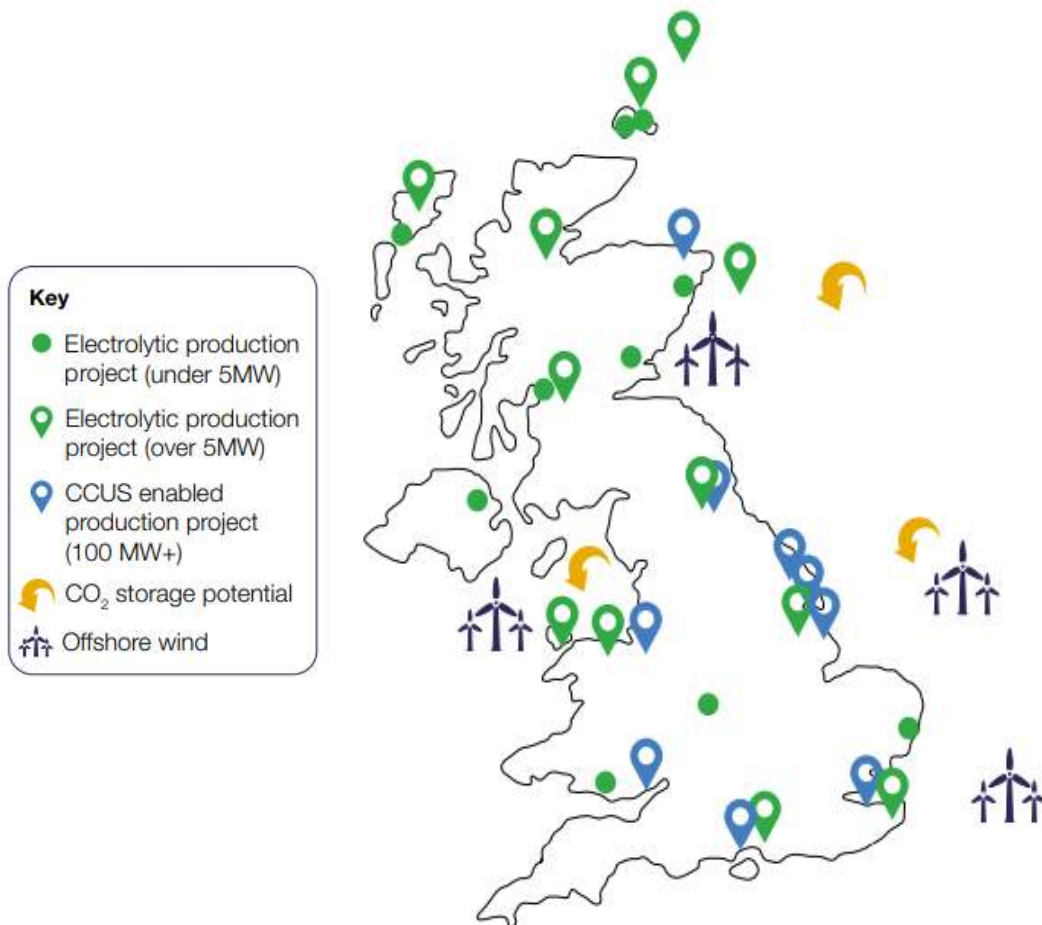 Key
Electrolytic production
project (under 5MW)
Electrolytic production
project (over 5MW)
CCUS enabled
production project
(100 MW+)
CO₂ storage potential
Offshore wind